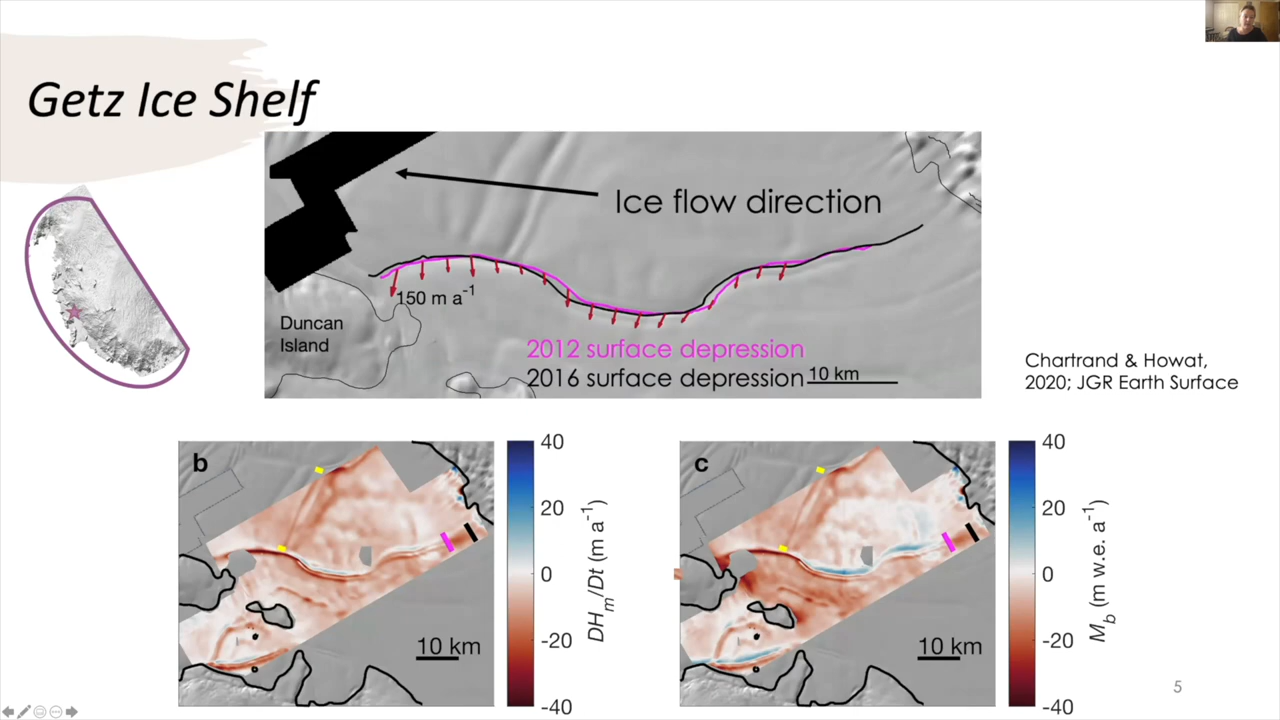 Getz Ice Shelf
Ice flow direction
150 m a-1
Duncan
Island
2012 surface depression
2016 surface depression
10 km
Chartrand & Howat,
2020; JGR Earth Surface
b
40
20
0
-20
-40
DHm/Dt (m a-1)
10 km
c
40
20
0
-20
-40
Mb (m w.e. a-1)
10 km
5